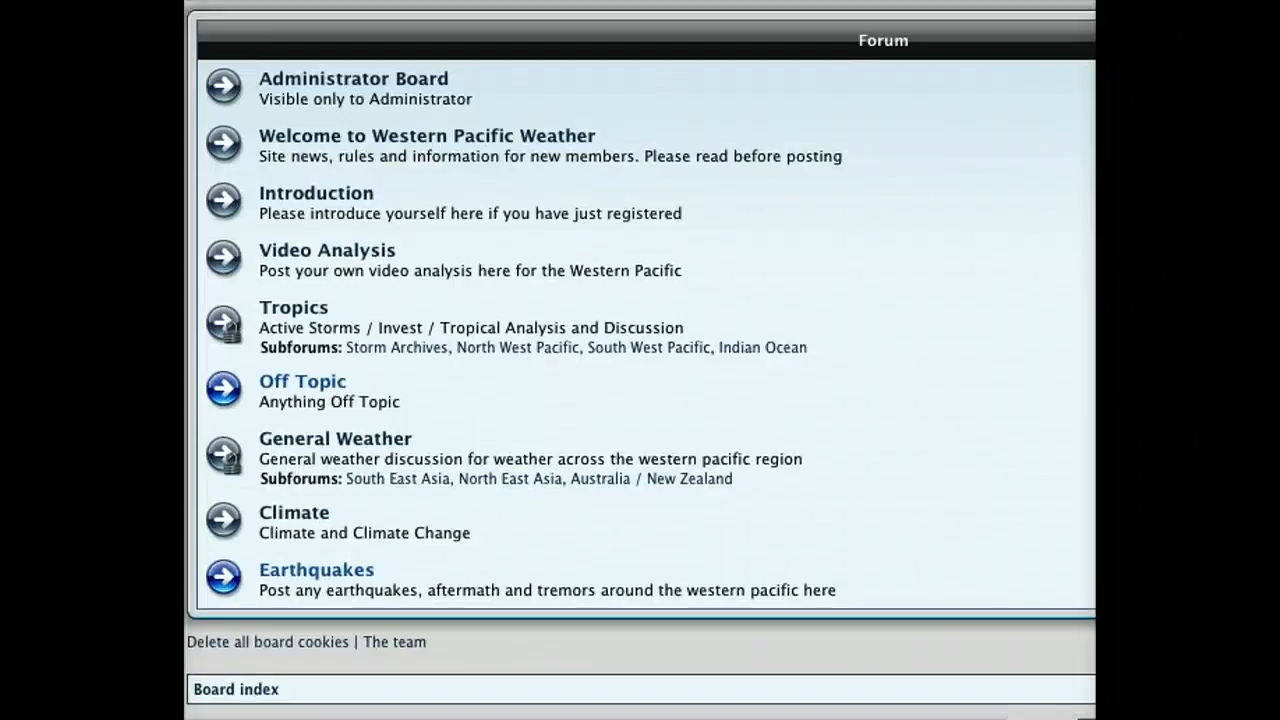 Forum
Administrator Board
Visible only to Administrator
Welcome to Western Pacific Weather
Site news, rules and information for new members. Please read before posting
Introduction
Please introduce yourself here if you have just registered
Video Analysis
Post your own video analysis here for the Western Pacific
Tropics
Active Storms / Invest / Tropical Analysis and Discussion
Subforums: Storm Archives, North West Pacific, South West Pacific, Indian Ocean
Off Topic
Anything Off Topic
General Weather
General weather discussion for weather across the western pacific region
Subforums: South East Asia, North East Asia, Australia / New Zealand
Climate
Climate and Climate Change
Earthquakes
Post any earthquakes, aftermath and tremors around the western pacific here
Delete all board cookies | The team
Board index